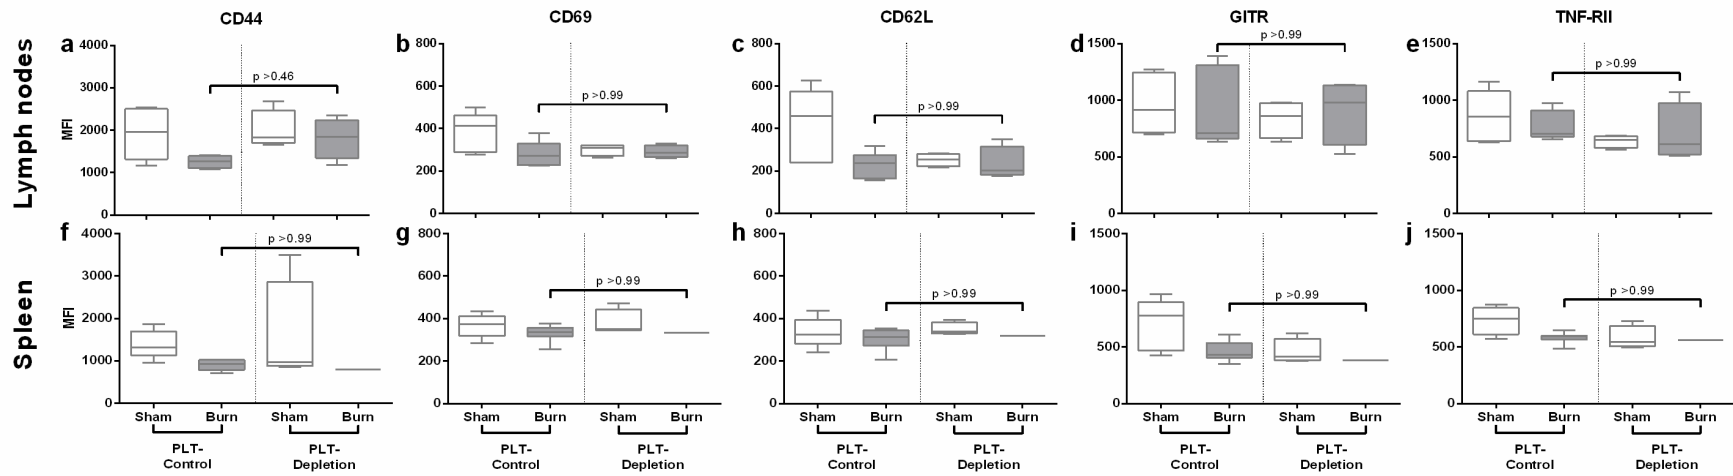 CD44
CD69
CD62L
GITR
TNF-RII
Lymph nodes
a
4000
3000
2000
1000
0
MFI
p >0.46
b
800
600
400
200
0
p >0.99
c
800
600
400
200
0
p >0.99
d
1500
1000
500
0
p >0.99
e
1500
1000
500
0
p >0.99
Spleen
f
4000
3000
2000
1000
0
MFI
p >0.99
Sham Burn Sham Burn
PLT-
Control
PLT-
Depletion
g
800
600
400
200
0
p >0.99
Sham Burn Sham Burn
PLT-
Control
PLT-
Depletion
h
800
600
400
200
0
p >0.99
Sham Burn Sham Burn
PLT-
Control
PLT-
Depletion
i
1500
1000
500
0
p >0.99
Sham Burn Sham Burn
PLT-
Control
PLT-
Depletion
j
1500
1000
500
0
p >0.99
Sham Burn Sham Burn
PLT-
Control
PLT-
Depletion